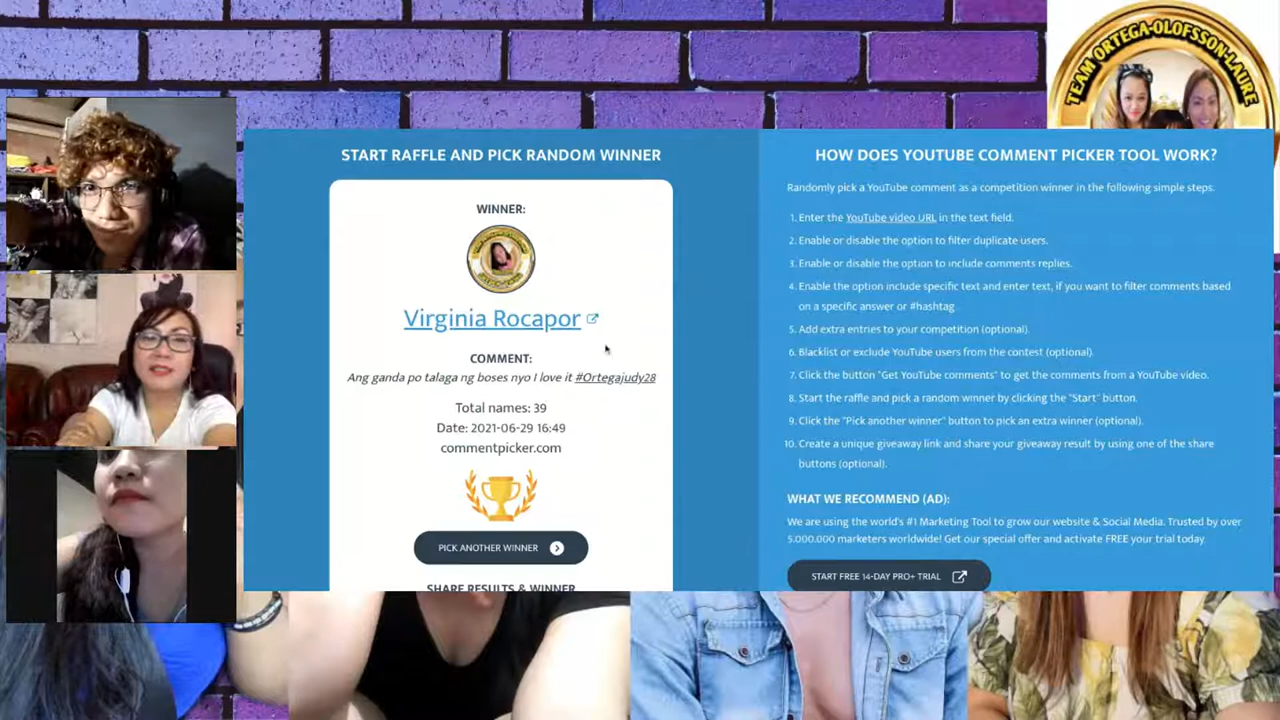 TEAM ORTEGA-OLOFSSON-LAURE
START RAFFLE AND PICK RANDOM WINNER
WINNER:
Virginia Rocapor
COMMENT:
Ang ganda po talaga ng boses nyo I love it #Ortegajudy28
Total names: 39
Date: 2021-06-29 16:49
commentpicker.com
PICK ANOTHER WINNER
SHARE RESULTS & WINNER
HOW DOES YOUTUBE COMMENT PICKER TOOL WORK?
Randomly pick a YouTube comment as a competition winner in the following simple steps.
1. Enter the YouTube video URL in the text field.
2. Enable or disable the option to filter duplicate users.
3. Enable or disable the option to include comments replies.
4. Enable the option include specific text and enter text, if you want to filter comments based
on a specific answer or #hashtag
5. Add extra entries to your competition (optional).
6. Blacklist or exclude YouTube users from the contest (optional).
7. Click the button "Get YouTube comments" to get the comments from a YouTube video.
8. Start the raffle and pick a random winner by clicking the "Start" button.
9. Click the "Pick another winner" button to pick an extra winner (optional).
10. Create a unique giveaway link and share your giveaway result by using one of the share
buttons (optional).
WHAT WE RECOMMEND (AD):
We are using the world's #1 Marketing Tool to grow our website & Social Media. Trusted by over
5.000.000 marketers worldwide! Get our special offer and activate FREE your trial today
START FREE 14-DAY PRO+ TRIAL